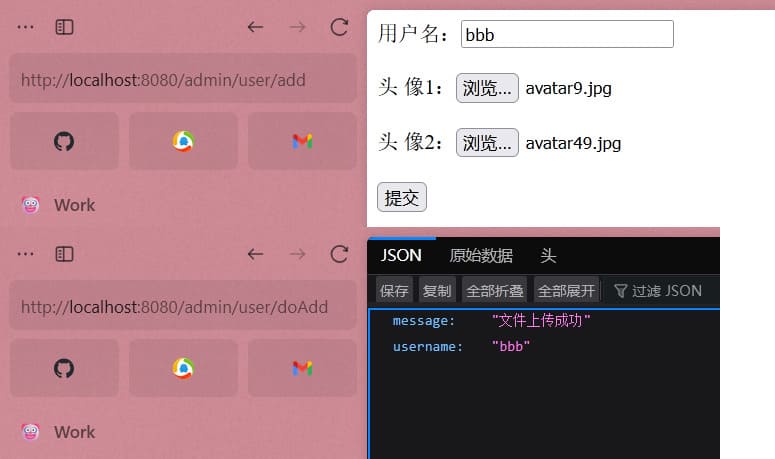 http://localhost:8080/admin/user/add
Work
用户名：bbb
头 像1：浏览... avatar9.jpg
头 像2：浏览... avatar49.jpg
提交
http://localhost:8080/admin/user/doAdd
Work
JSON 原始数据 头
保存 复制 全部折叠 全部展开 过滤 JSON
message: "文件上传成功"
username: "bbb"